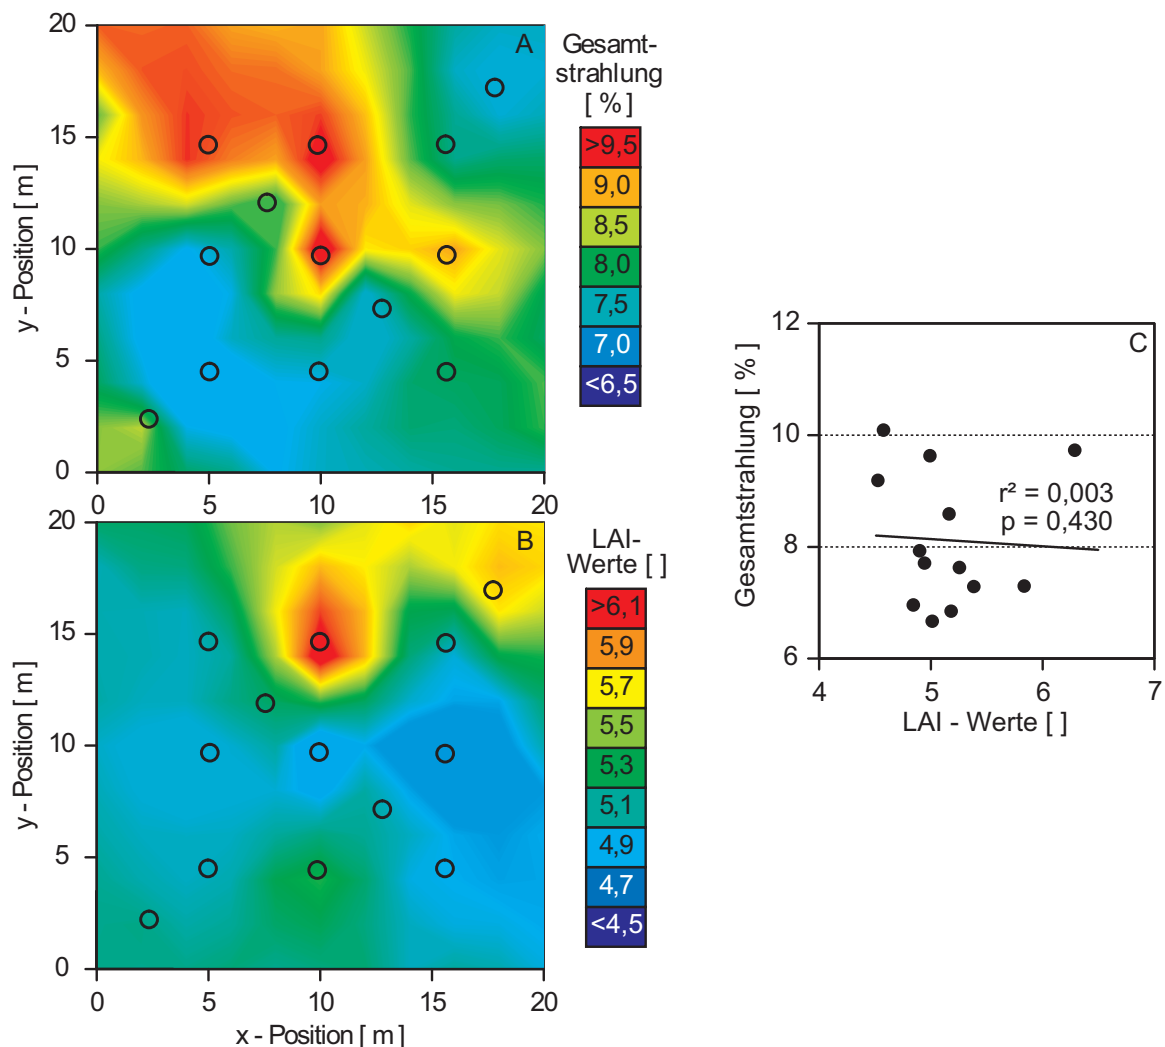 20
15
10
5
0
y - Position [ m ]
A
0
5
10
15
20
Gesamt-
strahlung
[ % ]
>9,5
9,0
8,5
8,0
7,5
7,0
<6,5
20
15
10
5
0
y - Position [ m ]
B
0
5
10
15
20
x - Position [ m ]
LAI-
Werte [ ]
>6,1
5,9
5,7
5,5
5,3
5,1
4,9
4,7
<4,5
12
10
8
6
Gesamtstrahlung [ % ]
C
r² = 0,003
p = 0,430
4
5
6
7
LAI - Werte [ ]